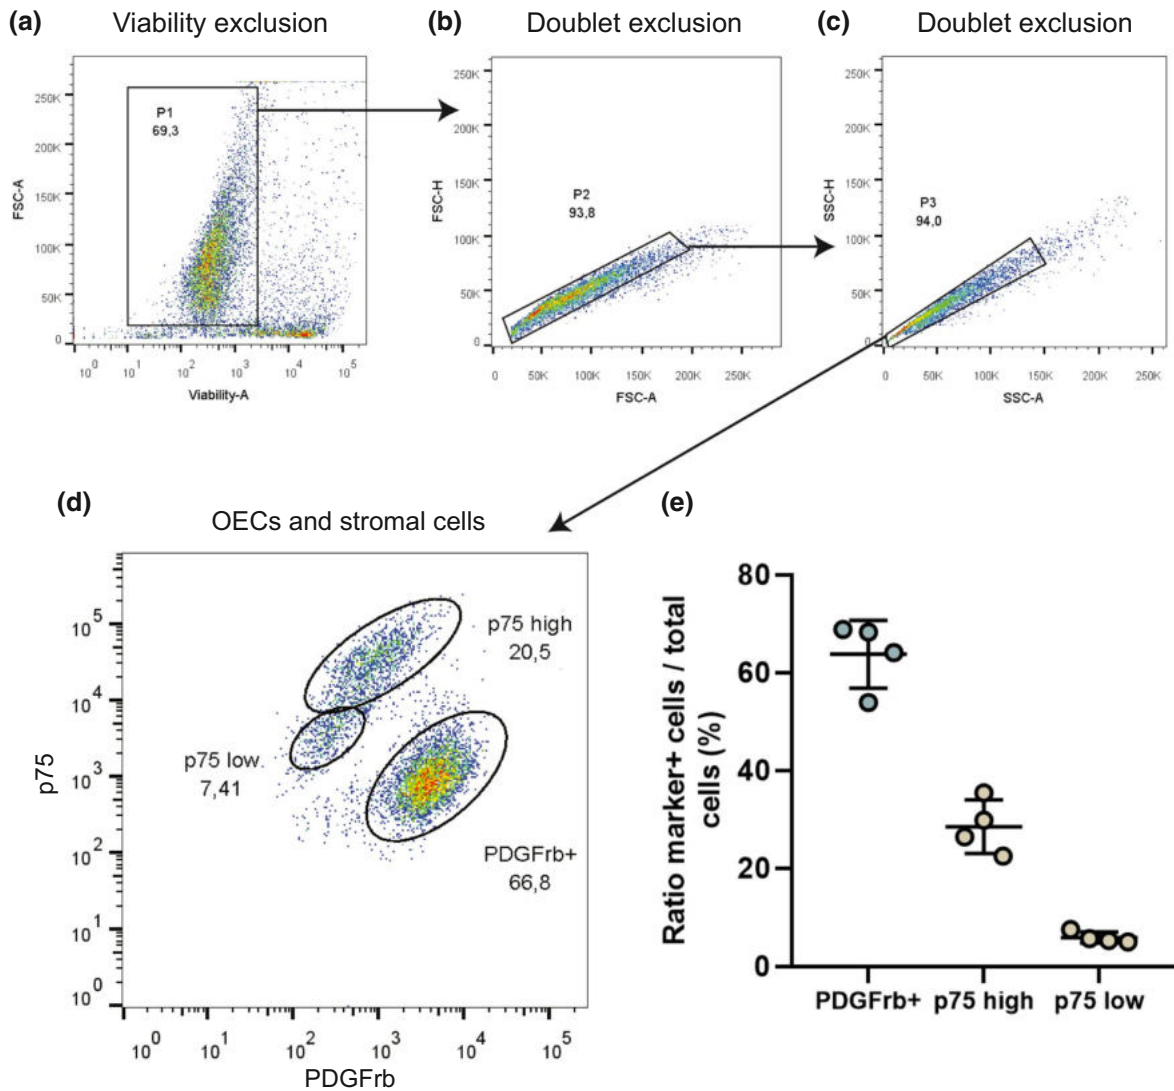 (a) Viability exclusion
P1
69,3
250K
200K
150K
100K
50K
0
FSC-A
10^0 10^1 10^2 10^3 10^4 10^5
Viability-A
(b) Doublet exclusion
P2
93,8
250K
200K
150K
100K
50K
0
FSC-H
0 50K 100K 150K 200K 250K
FSC-A
(c) Doublet exclusion
P3
94,0
250K
200K
150K
100K
50K
0
SSC-H
0 50K 100K 150K 200K 250K
SSC-A
(d)
OECs and stromal cells
p75 high
20,5
p75 low
7,41
PDGFrb+
66,8
10^5
10^4
10^3
10^2
10^1
10^0
p75
10^0 10^1 10^2 10^3 10^4 10^5
PDGFrb
(e)
Ratio marker+ cells / total
cells (%)
80
60
40
20
0
PDGFrb+ p75 high p75 low